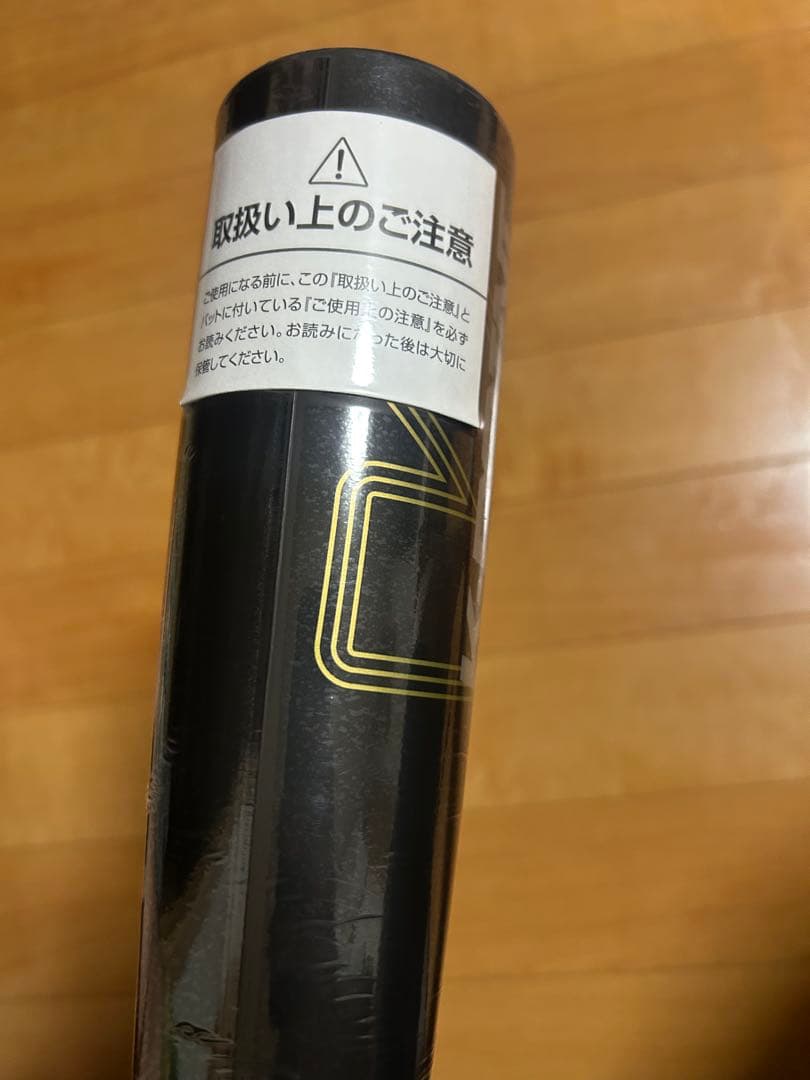 取扱い上のご注意
ご使用になる前に、この『取扱い上のご注意』と
バットに付いている『ご使用上の注意』を必ず
お読みください。お読みになった後は大切に
保管してください。